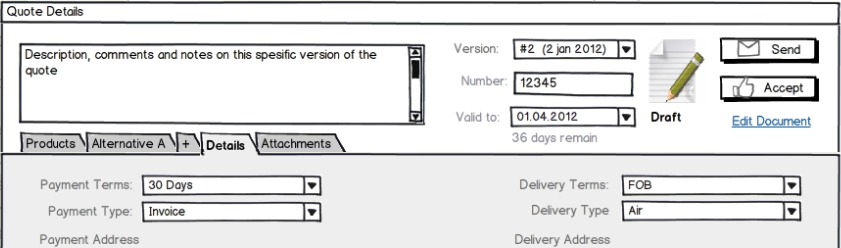 Quote Details
Description, comments and notes on this spesific version of the
quote
Version: #2 (2 jan 2012)
Send
Number: 12345
Accept
Valid to: 01.04.2012
Draft
Edit Document
36 days remain
Products Alternative A + Details Attachments
Payment Terms: 30 Days
Delivery Terms: FOB
Payment Type: Invoice
Delivery Type Air
Payment Address
Delivery Address